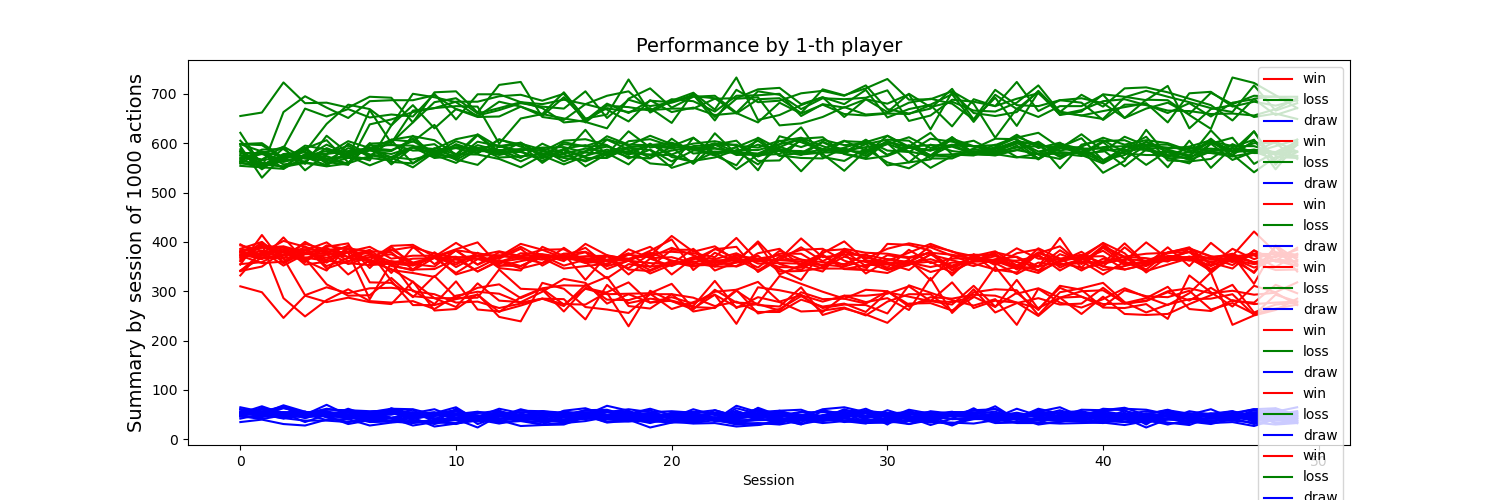 Performance by 1-th player
Summary by session of 1000 actions
700
600
500
400
300
200
100
0
0
10
20
30
40
50
Session
win
loss
draw
win
loss
draw
win
loss
draw
win
loss
draw
win
loss
draw
win
loss
draw
win
loss
draw